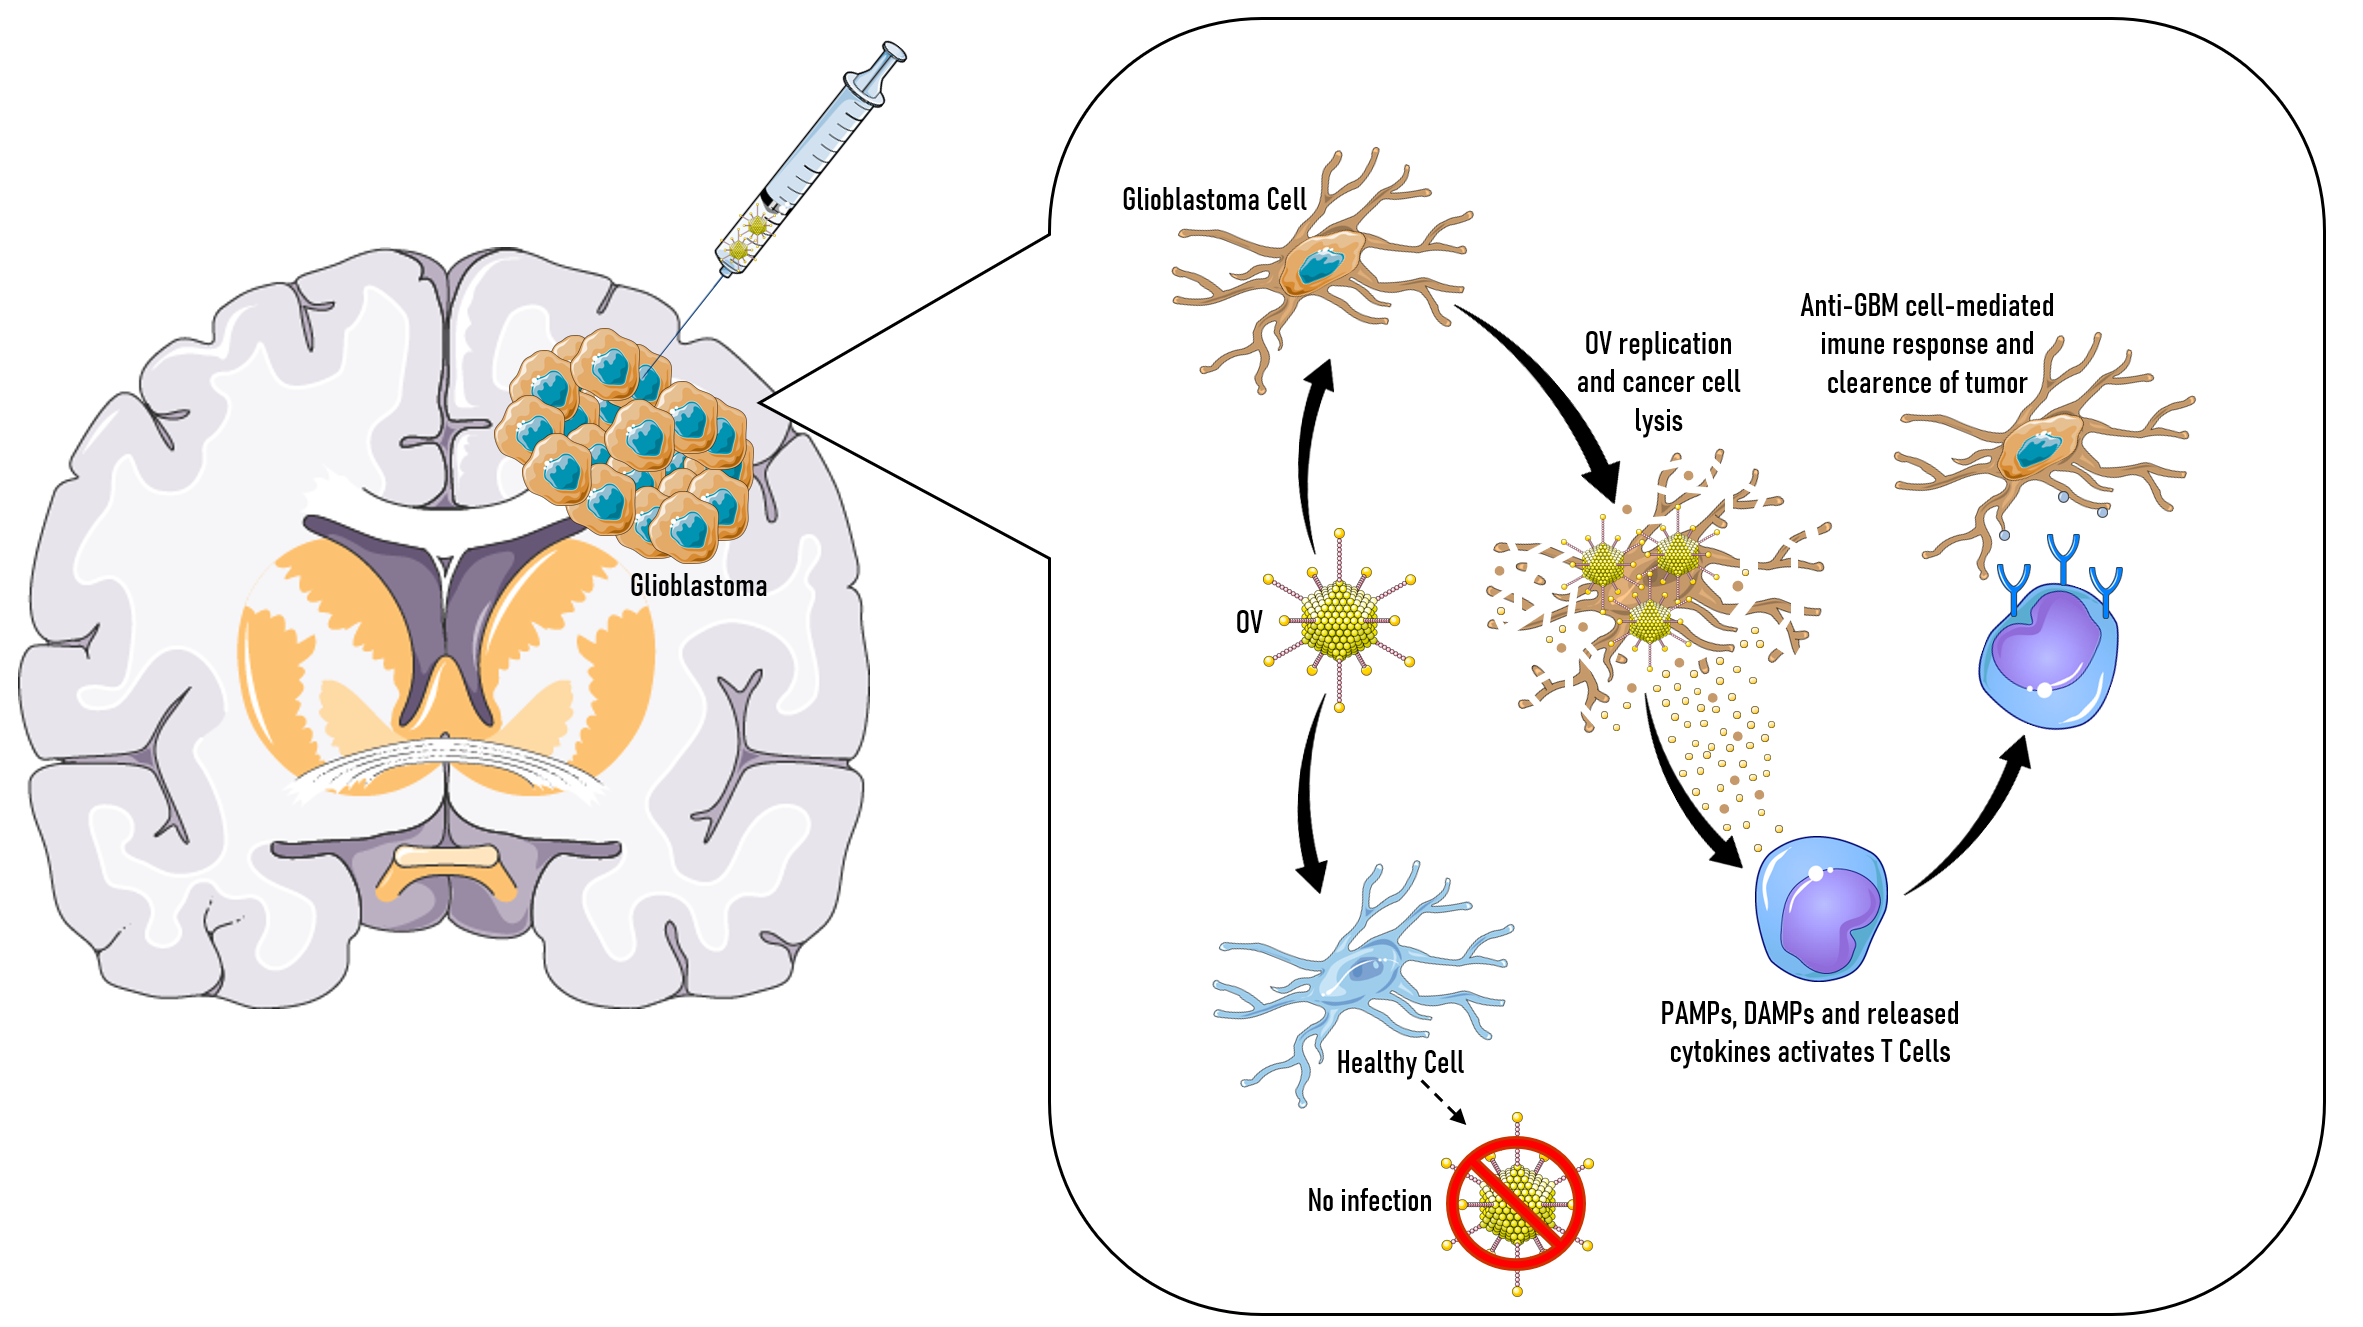 Glioblastoma
Glioblastoma Cell
OV replication
and cancer cell
lysis
Anti-GBM cell-mediated
imune response and
clearence of tumor
OV
Healthy Cell
No infection
PAMPs, DAMPs and released
cytokines activates T Cells